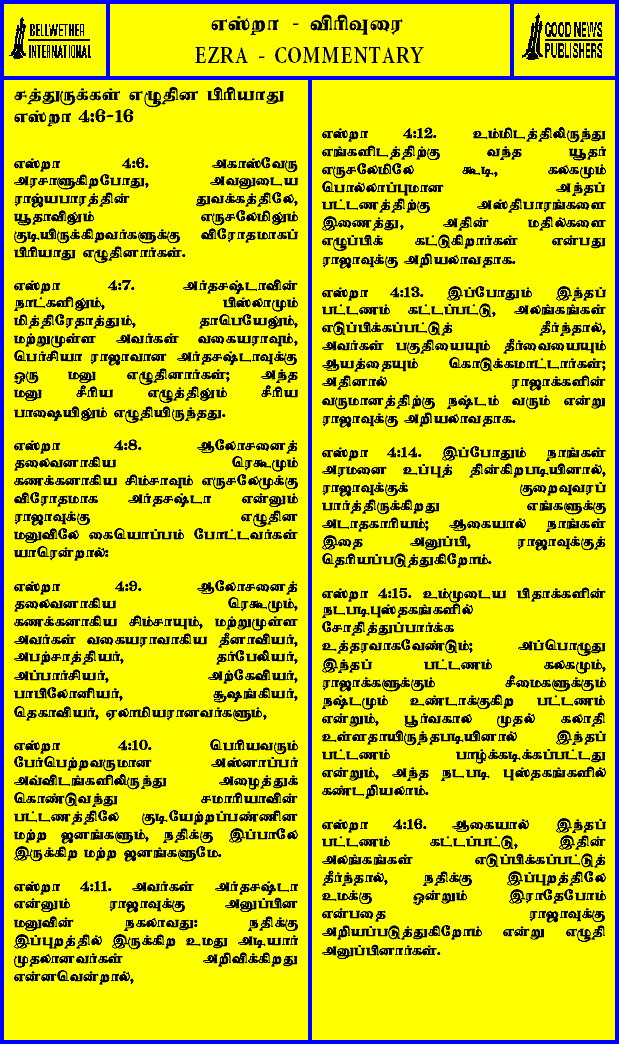 BELLWETHER
INTERNATIONAL
எஸ்றா - விரிவுரை
EZRA - COMMENTARY
GOOD NEWS
PUBLISHERS
சத்துருக்கள் எழுதின பிரியாது
எஸ்றா 4:6-16
எஸ்றா 4:6. அகாஸ்வேரு
அரசாளுகிறபோது, அவனுடைய
ராஜ்யபாரத்தின் துவக்கத்திலே,
யூதாவிலும் எருசலேமிலும்
குடியிருக்கிறவர்களுக்கு விரோதமாகப்
பிரியாது எழுதினார்கள்.
எஸ்றா 4:7. அர்தசஷ்டாவின்
நாட்களிலும், பிஸ்லாமும்
மித்திரேதாத்தும், தாபெயேலும்,
மற்றுமுள்ள அவர்கள் வகையராவும்,
பெர்சியா ராஜாவான அர்தசஷ்டாவுக்கு
ஒரு மனு எழுதினார்கள்; அந்த
மனு சீரிய எழுத்திலும் சீரிய
பாஷையிலும் எழுதியிருந்தது.
எஸ்றா 4:8. ஆலோசனைத்
தலைவனாகிய ரெகூமும்
கணக்கனாகிய சிம்சாவும் எருசலேமுக்கு
விரோதமாக அர்தசஷ்டா என்னும்
ராஜாவுக்கு எழுதின
மனுவிலே கையொப்பம் போட்டவர்கள்
யாரென்றால்:
எஸ்றா 4:9. ஆலோசனைத்
தலைவனாகிய ரெகூமும்,
கணக்கனாகிய சிம்சாயும், மற்றுமுள்ள
அவர்கள் வகையராவாகிய தீனாவியர்,
அபற்சாத்தியர், தர்பேலியர்,
அப்பார்சியர், அற்கேவியர்,
பாபிலோனியர், சூஷங்கியர்,
தெகாவியர், ஏலாமியரானவர்களும்,
எஸ்றா 4:10. பெரியவரும்
பேர்பெற்றவருமான அஸ்னாப்பர்
அவ்விடங்களிலிருந்து அழைத்துக்
கொண்டுவந்து சமாரியாவின்
பட்டணத்திலே குடியேற்றப்பண்ணின
மற்ற ஜனங்களும், நதிக்கு இப்பாலே
இருக்கிற மற்ற ஜனங்களுமே.
எஸ்றா 4:11. அவர்கள் அர்தசஷ்டா
என்னும் ராஜாவுக்கு அனுப்பின
மனுவின் நகலாவது: நதிக்கு
இப்புறத்தில் இருக்கிற உமது அடியார்
முதலானவர்கள் அறிவிக்கிறது
என்னவென்றால்,
எஸ்றா 4:12. உம்மிடத்திலிருந்து
எங்களிடத்திற்கு வந்த யூதர்
எருசலேமிலே கூடி, கலகமும்
பொல்லாப்புமான அந்தப்
பட்டணத்திற்கு அஸ்திபாரங்களை
இணைத்து, அதின் மதில்களை
எழுப்பிக் கட்டுகிறார்கள் என்பது
ராஜாவுக்கு அறியலாவதாக.
எஸ்றா 4:13. இப்போதும் இந்தப்
பட்டணம் கட்டப்பட்டு, அலங்கங்கள்
எடுப்பிக்கப்பட்டுத் தீர்ந்தால்,
அவர்கள் பகுதியையும் தீர்வையையும்
ஆயத்தையும் கொடுக்கமாட்டார்கள்;
அதினால் ராஜாக்களின்
வருமானத்திற்கு நஷ்டம் வரும் என்று
ராஜாவுக்கு அறியலாவதாக.
எஸ்றா 4:14. இப்போதும் நாங்கள்
அரமனை உப்புத் தின்கிறபடியினால்,
ராஜாவுக்குக் குறைவுவரப்
பார்த்திருக்கிறது எங்களுக்கு
அடாதகாரியம்; ஆகையால் நாங்கள்
இதை அனுப்பி, ராஜாவுக்குத்
தெரியப்படுத்துகிறோம்.
எஸ்றா 4:15. உம்முடைய பிதாக்களின்
நடபடிபுஸ்தகங்களில்
சோதித்துப்பார்க்க
உத்தரவாகவேண்டும்; அப்பொழுது
இந்தப் பட்டணம் கலகமும்,
ராஜாக்களுக்கும் சீமைகளுக்கும்
நஷ்டமும் உண்டாக்குகிற பட்டணம்
என்றும், பூர்வகால முதல் கலாதி
உள்ளதாயிருந்தபடியினால் இந்தப்
பட்டணம் பாழ்க்கடிக்கப்பட்டது
என்றும், அந்த நடபடி புஸ்தகங்களில்
கண்டறியலாம்.
எஸ்றா 4:16. ஆகையால் இந்தப்
பட்டணம் கட்டப்பட்டு, இதின்
அலங்கங்கள் எடுப்பிக்கப்பட்டுத்
தீர்ந்தால், நதிக்கு இப்புறத்திலே
உமக்கு ஒன்றும் இராதேபோம்
என்பதை ராஜாவுக்கு
அறியப்படுத்துகிறோம் என்று எழுதி
அனுப்பினார்கள்.